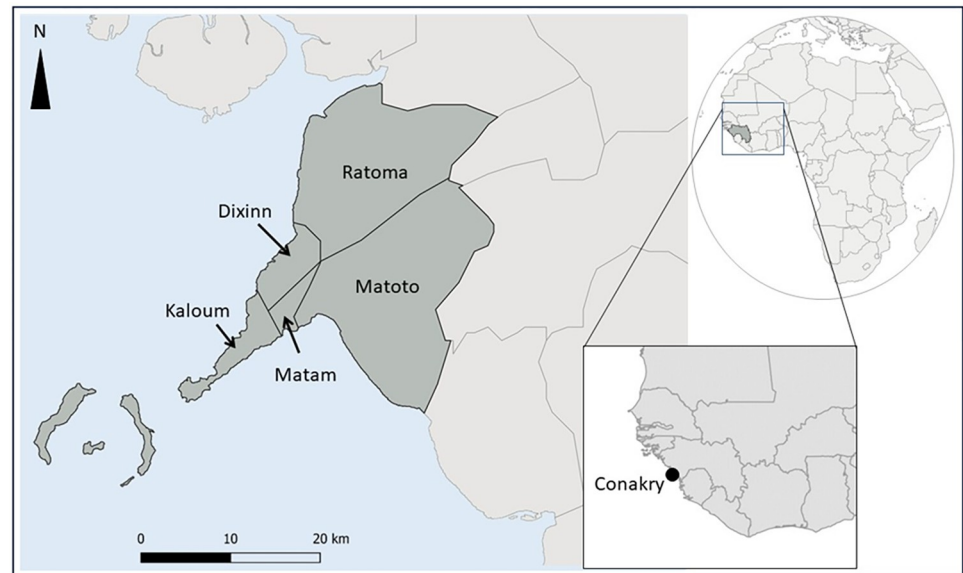 N
Ratoma
Dixinn
Matoto
Kaloum
Matam
Conakry
0 10 20 km